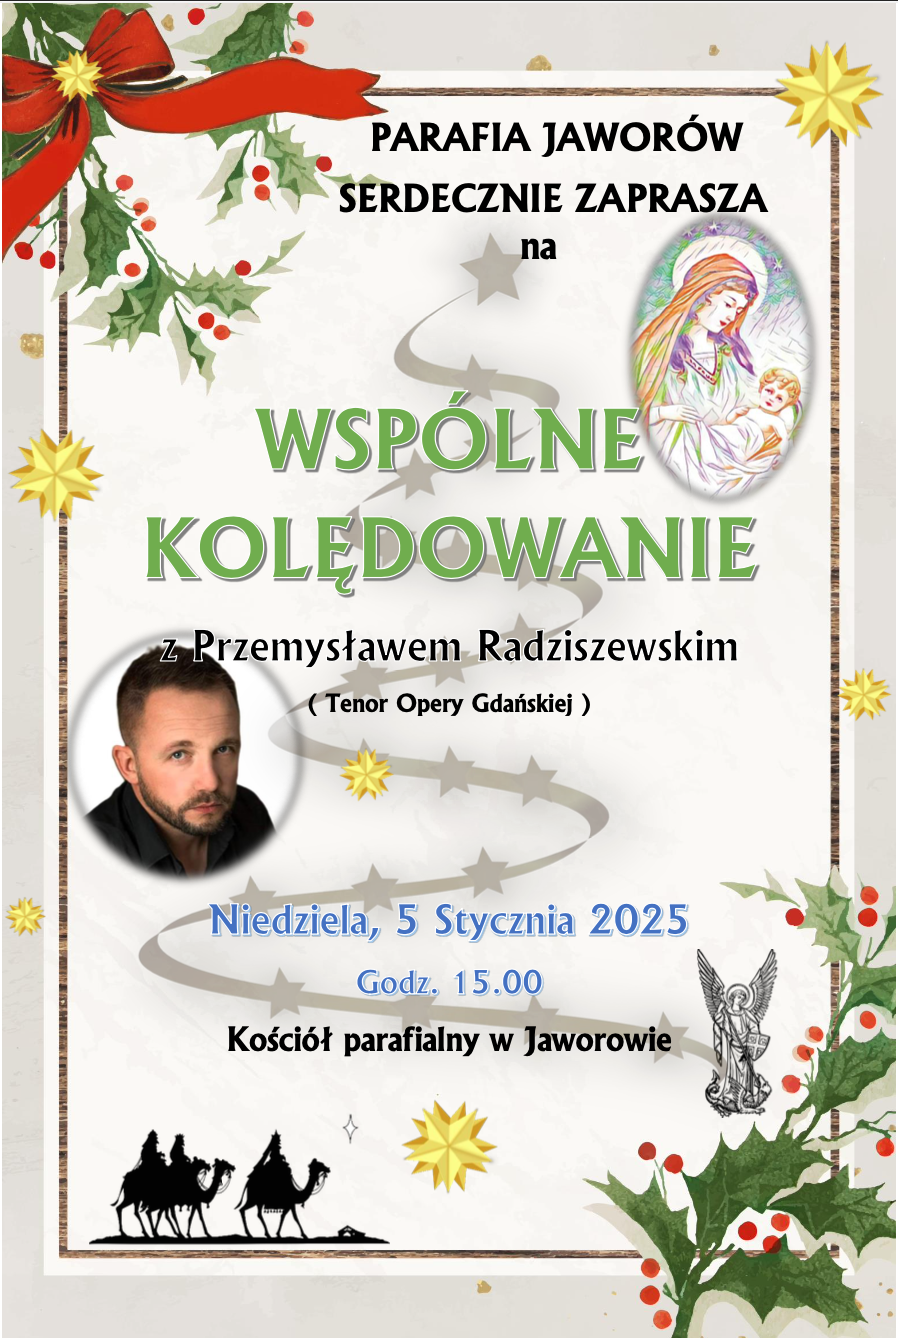 PARAFIA JAWORÓW
SERDECZNIE ZAPRASZA
na
WSPÓLNE
KOLĘDOWANIE
z Przemysławem Radziszewskim
( Tenor Opery Gdańskiej )
Niedziela, 5 Stycznia 2025
Godz. 15.00
Kościół parafialny w Jaworowie